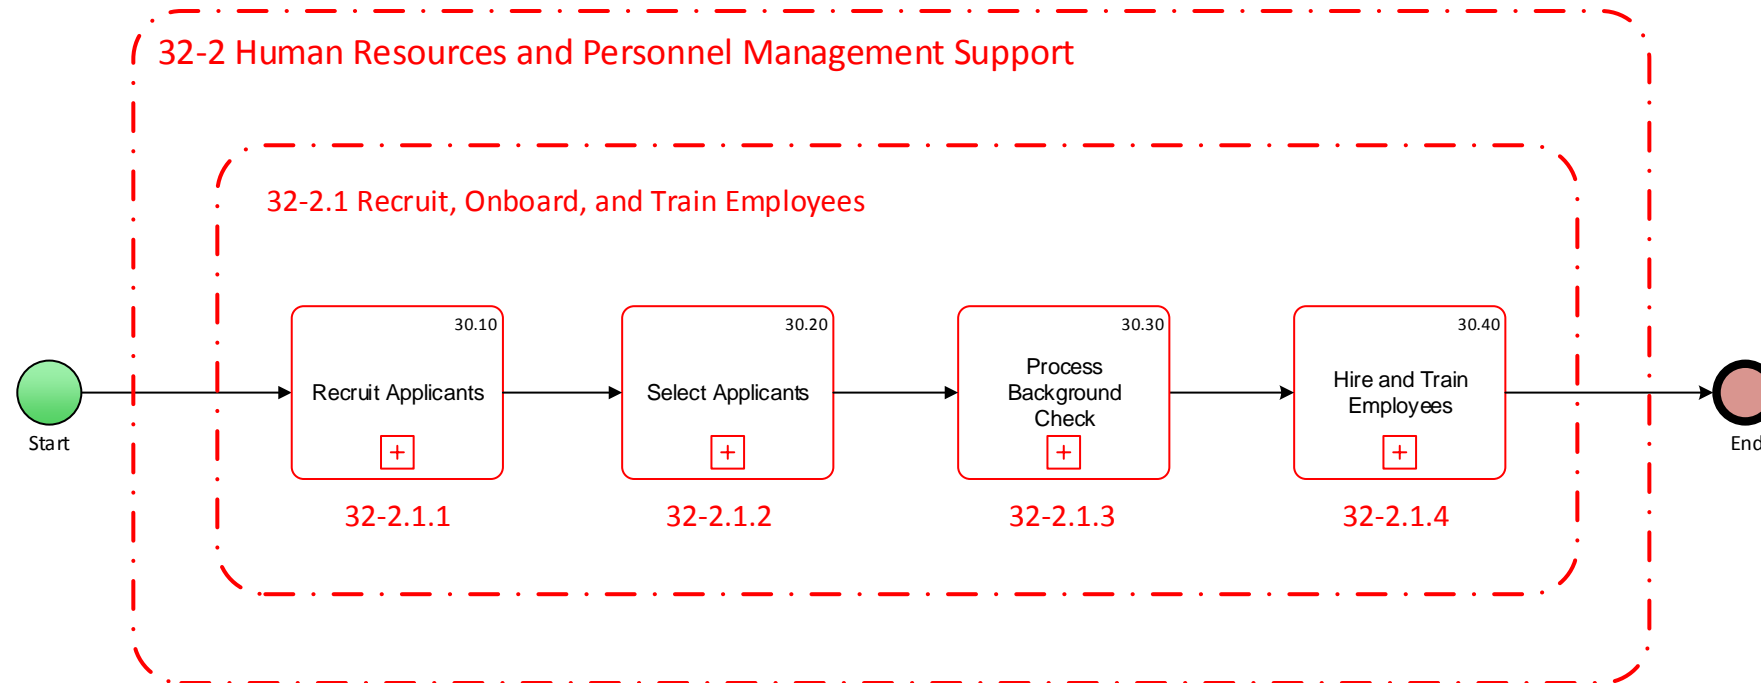 32-2 Human Resources and Personnel Management Support
32-2.1 Recruit, Onboard, and Train Employees
30.10
Recruit Applicants
30.20
Select Applicants
30.30
Process
Background
Check
30.40
Hire and Train
Employees
Start
End
32-2.1.1
32-2.1.2
32-2.1.3
32-2.1.4